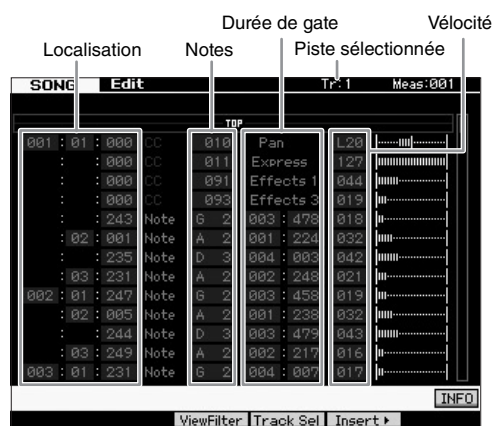 Durée de gate Vélocité
Localisation Notes Piste sélectionnée
SONG Edit Tr:1 Meas:001
TOP
001 : 01 : 000 CC 010 Pan L20
: : 000 CC 011 Express 127
: : 000 CC 091 Effects 1 044
: : 000 CC 093 Effects 3 019
: : 243 Note G 2 003 : 478 018
: 02 : 001 Note A 2 001 : 224 032
: : 235 Note D 3 004 : 003 042
: 03 : 231 Note A 2 002 : 248 021
002 : 01 : 247 Note G 2 003 : 458 019
: 02 : 005 Note A 2 001 : 238 032
: : 244 Note D 3 003 : 479 043
: 03 : 249 Note A 2 002 : 217 016
003 : 01 : 231 Note G 2 004 : 007 017
INFO
ViewFilter Track Sel Insert